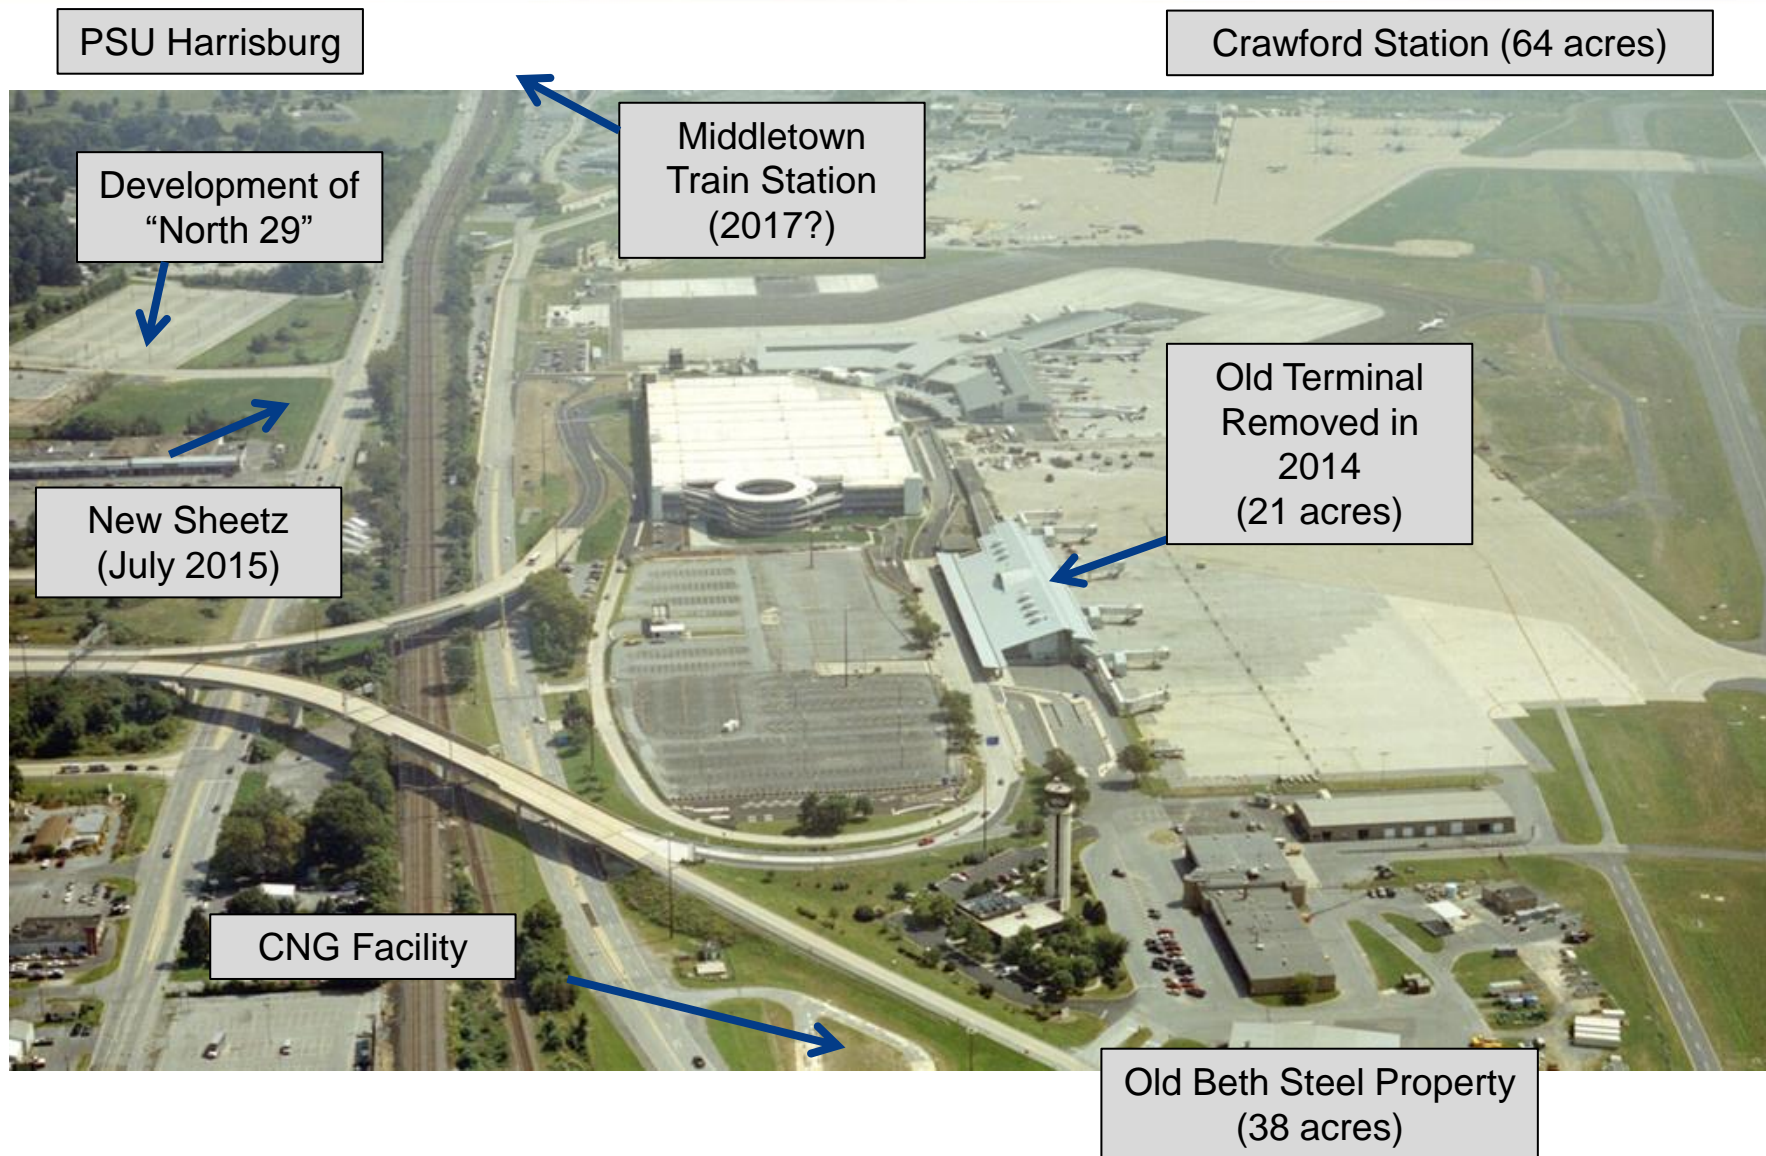 PSU Harrisburg
Crawford Station (64 acres)
Middletown
Train Station
(2017?)
Development of
“North 29”
Old Terminal
Removed in
2014
(21 acres)
New Sheetz
(July 2015)
CNG Facility
Old Beth Steel Property
(38 acres)